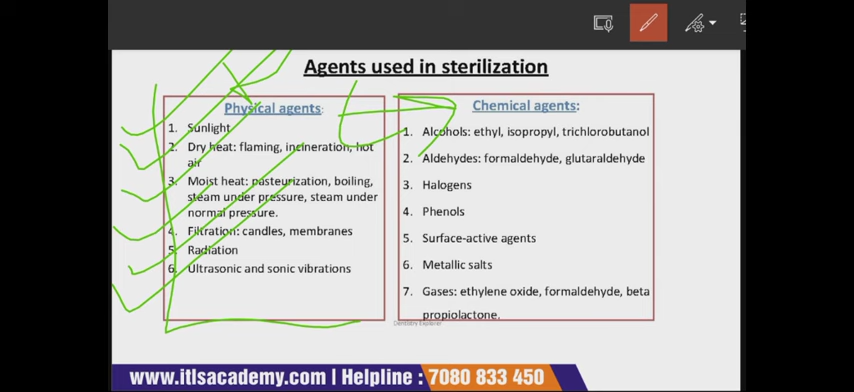 Agents used in sterilization
Physical agents:
1. Sunlight
2. Dry heat: flaming, incineration, hot
air
3. Moist heat: pasteurization, boiling,
steam under pressure, steam under
normal pressure.
4. Filtration: candles, membranes
5. Radiation
6. Ultrasonic and sonic vibrations
Chemical agents:
1. Alcohols: ethyl, isopropyl, trichlorobutanol
2. Aldehydes: formaldehyde, glutaraldehyde
3. Halogens
4. Phenols
5. Surface-active agents
6. Metallic salts
7. Gases: ethylene oxide, formaldehyde, beta
propiolactone.
Dentistry Explorer
www.itlsacademy.com | Helpline : 7080 833 450